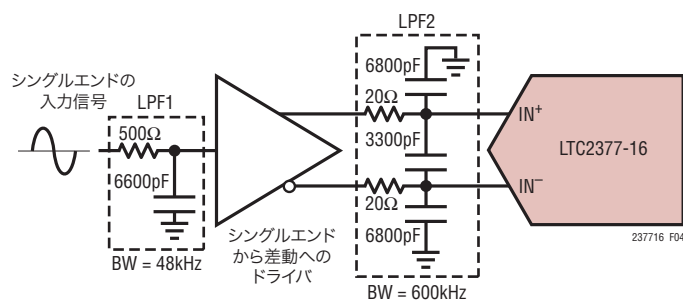 シングルエンドの
入力信号
LPF1
500Ω
6600pF
BW = 48kHz
シングルエンド
から差動への
ドライバ
LPF2
6800pF
20Ω
3300pF
20Ω
6800pF
BW = 600kHz
IN+
LTC2377-16
IN–
237716 F04